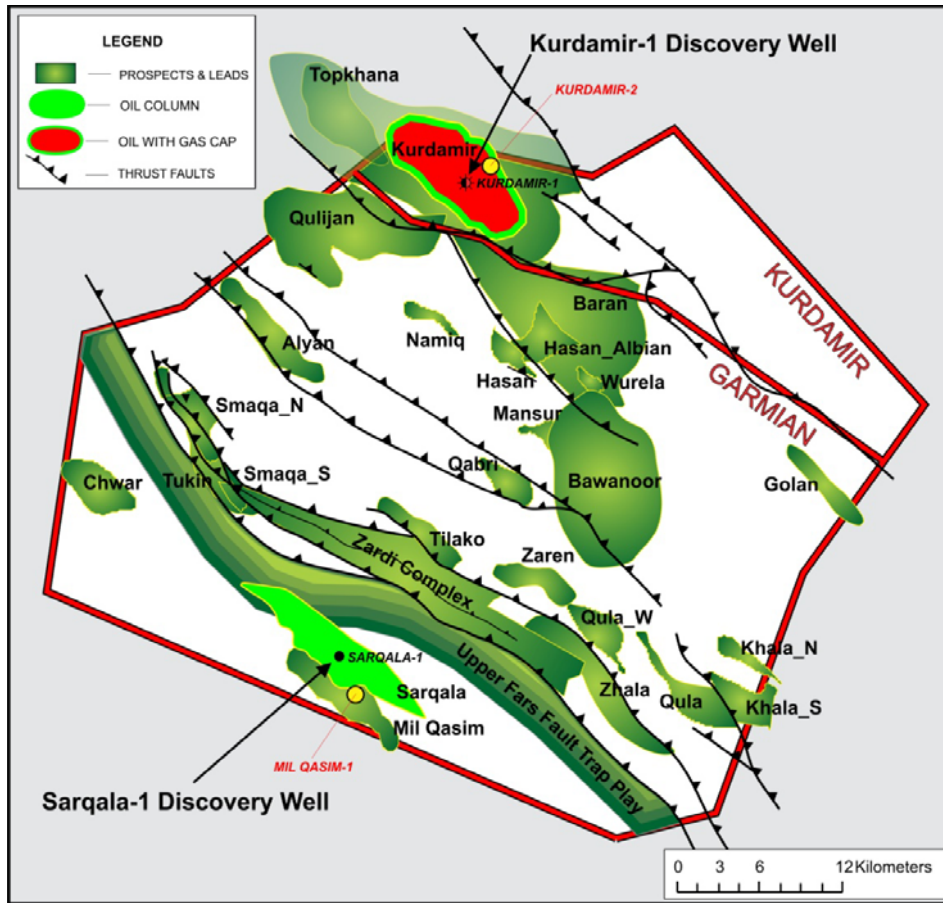 LEGEND
PROSPECTS & LEADS
OIL COLUMN
OIL WITH GAS CAP
THRUST FAULTS
Kurdamir-1 Discovery Well
Topkhana
KURDAMIR-2
Kurdamir
KURDAMIR-1
Qulijan
KURDAMIR
Baran
Alyan
Namiq
Hasan_Albian
Hasan
GARMIAN
Wurela
Smaqa_N
Mansur
Qabri
Smaqa_S
Chwar
Tukin
Bawanoor
Golan
Tilako
Zaren
Zardi Complex
Qula_W
Khala_N
SARQALA-1
Upper Fars Fault Trap Play
Sarqala
Zhala
Qula
Khala_S
Mil Qasim
MIL QASIM-1
Sarqala-1 Discovery Well
0 3 6 12 Kilometers